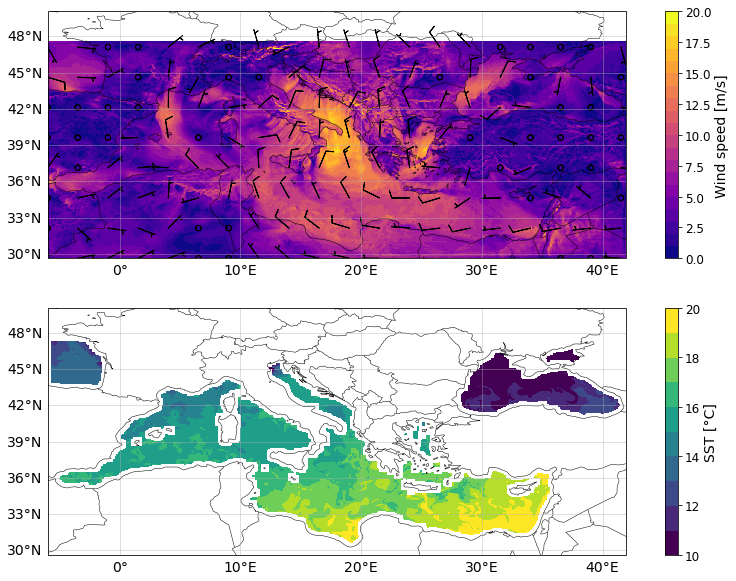 48°N
45°N
42°N
39°N
36°N
33°N
30°N
0°
10°E
20°E
30°E
40°E
20.0
17.5
15.0
12.5
10.0
7.5
5.0
2.5
0.0
Wind speed [m/s]
48°N
45°N
42°N
39°N
36°N
33°N
30°N
0°
10°E
20°E
30°E
40°E
20
18
16
14
12
10
SST [°C]